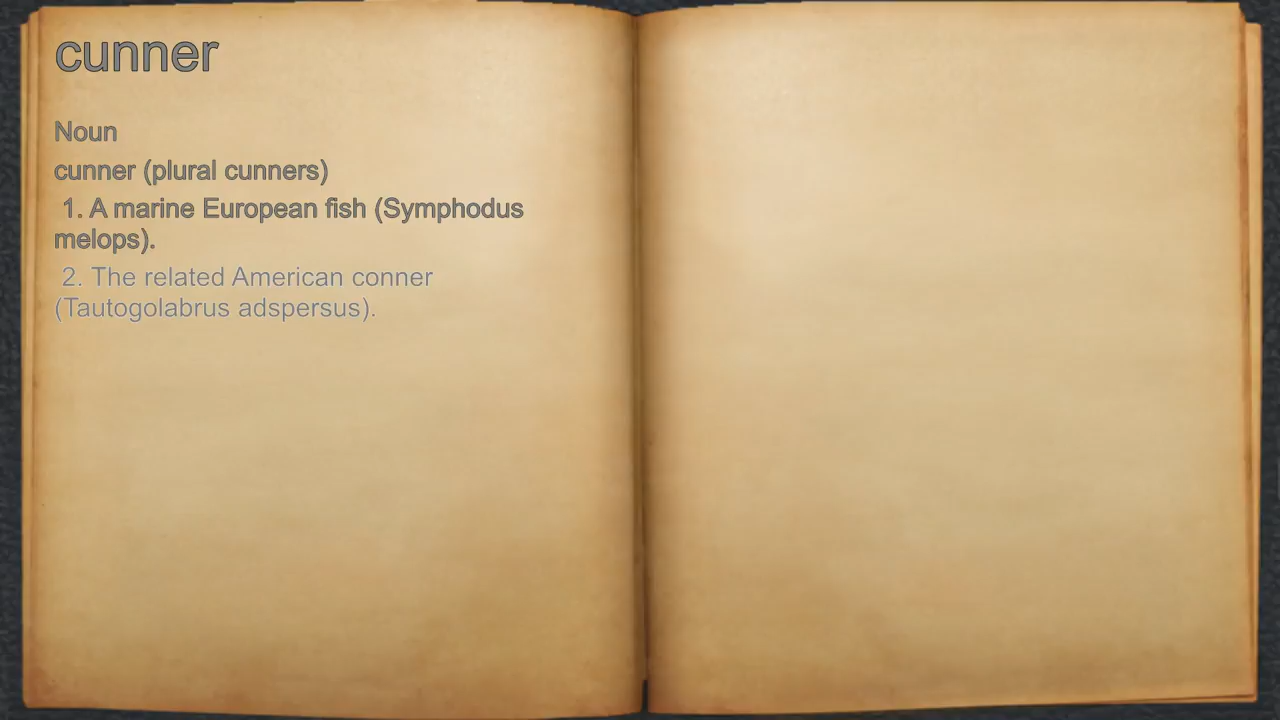 cunner
Noun
cunner (plural cunners)
1. A marine European fish (Symphodus
melops).
2. The related American conner
(Tautogolabrus adspersus).